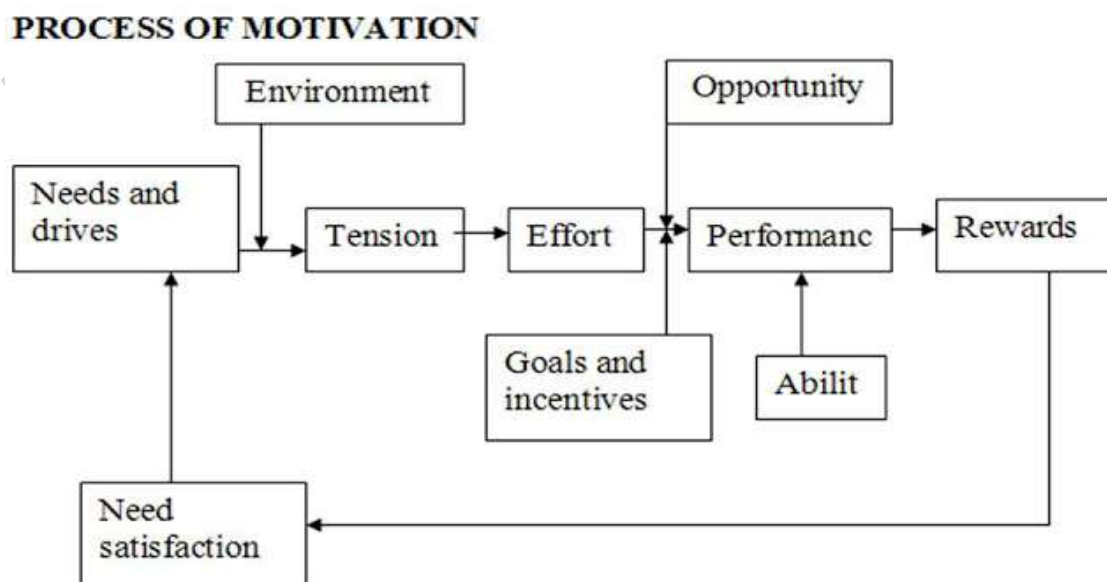 PROCESS OF MOTIVATION
Environment
Opportunity
Needs and
drives
Tension
Effort
Performanc
Rewards
Goals and
incentives
Abilit
Need
satisfaction